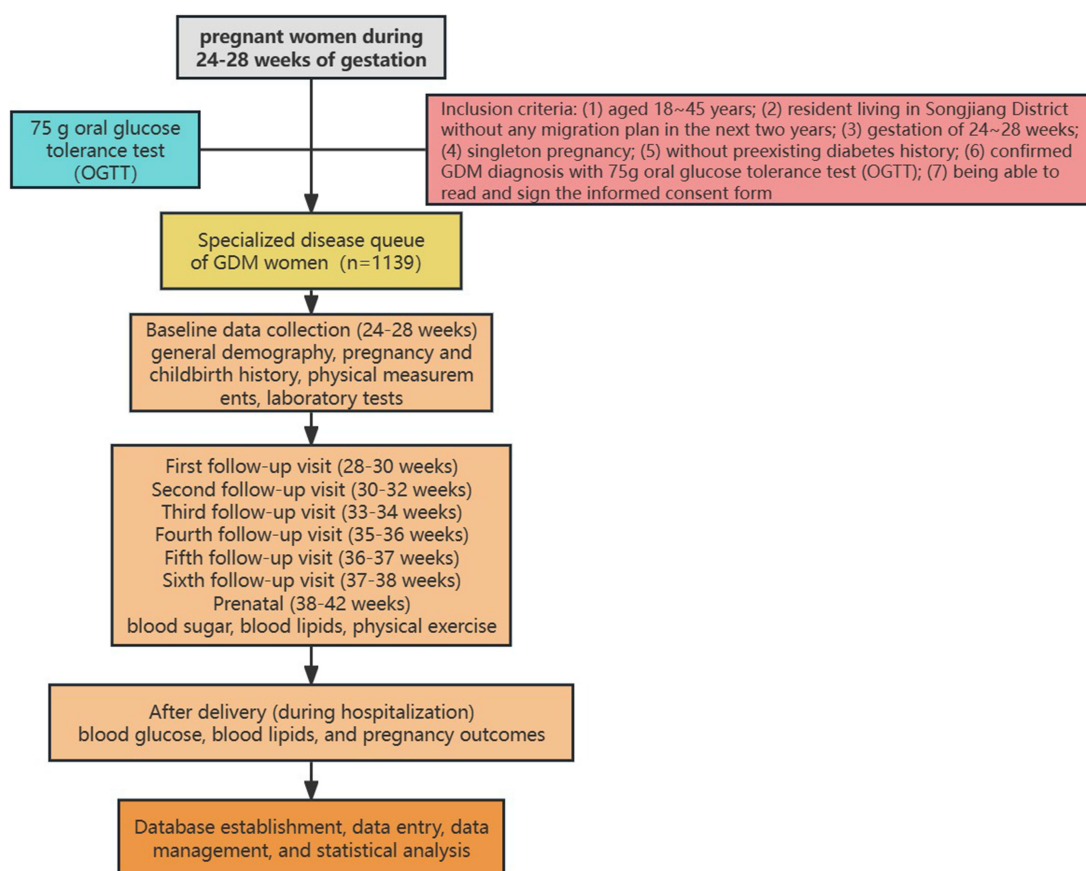 pregnant women during
24-28 weeks of gestation
75 g oral glucose
tolerance test
(OGTT)
Inclusion criteria: (1) aged 18~45 years; (2) resident living in Songjiang District
without any migration plan in the next two years; (3) gestation of 24~28 weeks;
(4) singleton pregnancy; (5) without preexisting diabetes history; (6) confirmed
GDM diagnosis with 75g oral glucose tolerance test (OGTT); (7) being able to
read and sign the informed consent form
Specialized disease queue
of GDM women (n=1139)
Baseline data collection (24-28 weeks)
general demography, pregnancy and
childbirth history, physical measurem
ents, laboratory tests
First follow-up visit (28-30 weeks)
Second follow-up visit (30-32 weeks)
Third follow-up visit (33-34 weeks)
Fourth follow-up visit (35-36 weeks)
Fifth follow-up visit (36-37 weeks)
Sixth follow-up visit (37-38 weeks)
Prenatal (38-42 weeks)
blood sugar, blood lipids, physical exercise
After delivery (during hospitalization)
blood glucose, blood lipids, and pregnancy outcomes
Database establishment, data entry, data
management, and statistical analysis